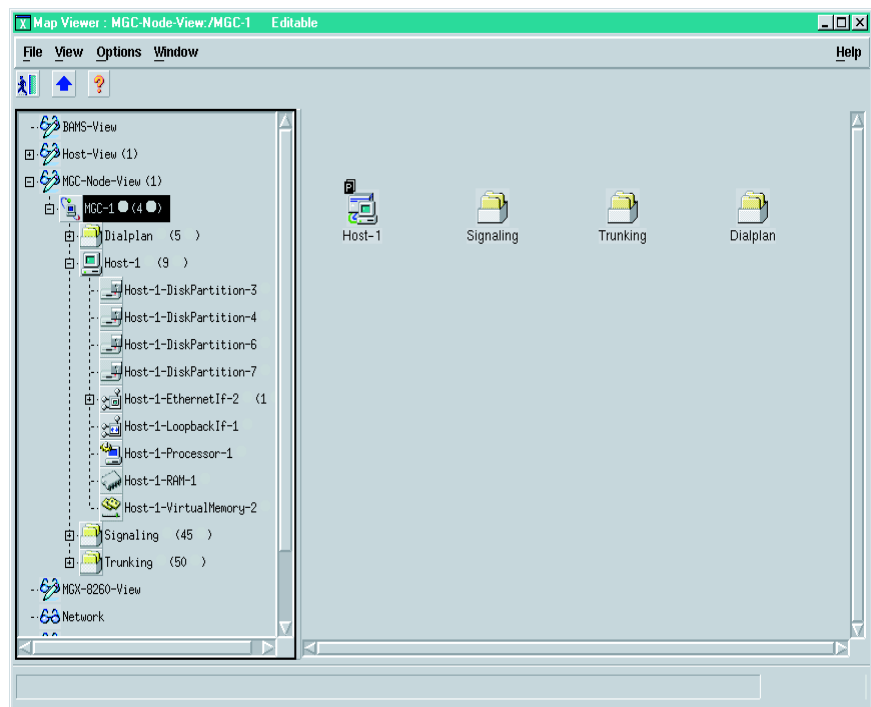 Map Viewer : MGC-Node-View:/MGC-1 Editable
File View Options Window Help
BAMS-View
Host-View (1)
MGC-Node-View (1)
MGC-1 (4 )
Dialplan (5 )
Host-1 (9 )
Host-1-DiskPartition-3
Host-1-DiskPartition-4
Host-1-DiskPartition-6
Host-1-DiskPartition-7
Host-1-EthernetIf-2 (1
Host-1-LoopbackIf-1
Host-1-Processor-1
Host-1-RAM-1
Host-1-VirtualMemory-2
Signaling (45 )
Trunking (50 )
MGX-8260-View
Network
P
Host-1 Signaling Trunking Dialplan